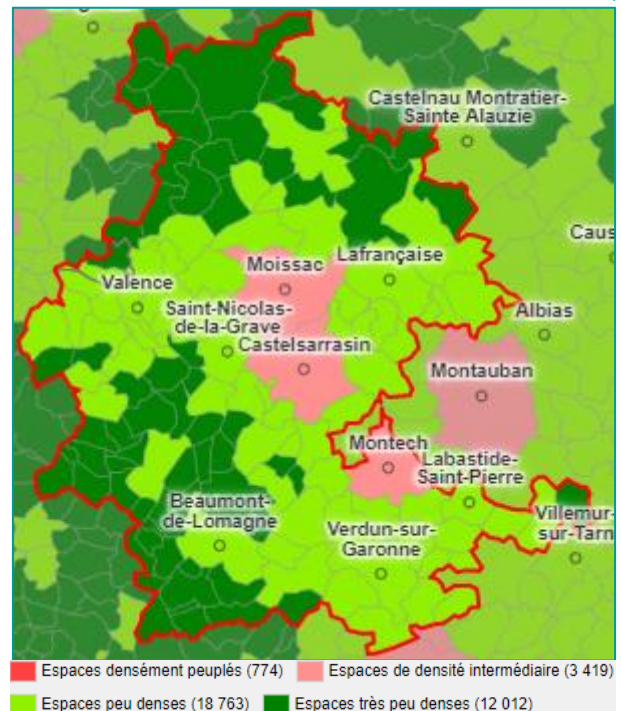 Castelnau Montratier-
Sainte Alauzie
Caus
Moissac
Lafrançaise
Valence
Saint-Nicolas-
de-la-Grave
Albias
Castelsarrasin
Montauban
Montech
Labastide-
Saint-Pierre
Beaumont-
de-Lomagne
Villemur-
sur-Tarn
Verdun-sur-
Garonne
Espaces densément peuplés (774)
Espaces de densité intermédiaire (3 419)
Espaces peu denses (18 763)
Espaces très peu denses (12 012)